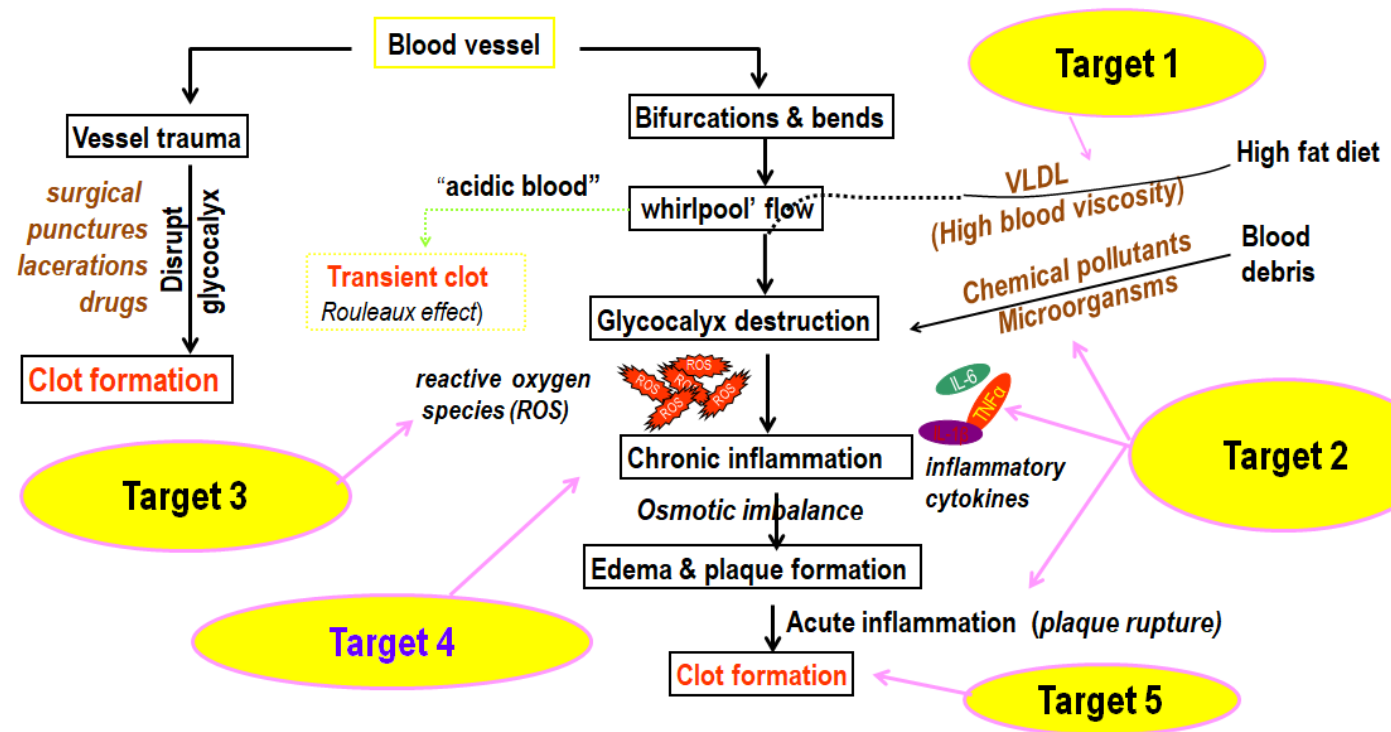 Blood vessel
Target 1
Bifurcations & bends
Vessel trauma
High fat diet
"acidic blood"
VLDL
surgical
whirlpool' flow
(High blood viscosity)
punctures
lacerations
drugs
Disrupt
glycocalyx
Blood
debris
Chemical pollutants
Microorgansms
Transient clot
Rouleaux effect)
Glycocalyx destruction
Clot formation
reactive oxygen
species (ROS)
ROS
ROS
ROS
ROS
ROS
IL-6
TNFα
IL-1β
Chronic inflammation
inflammatory
cytokines
Target 2
Target 3
Osmotic imbalance
Edema & plaque formation
Target 4
Acute inflammation (plaque rupture)
Clot formation
Target 5